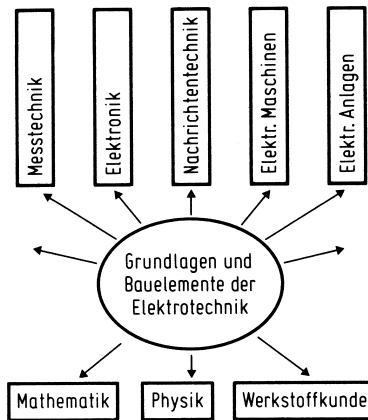 Messtechnik
Elektronik
Nachrichtentechnik
Elektr. Maschinen
Elektr. Anlagen
Grundlagen und
Bauelemente der
Elektrotechnik
Mathematik
Physik
Werkstoffkunde